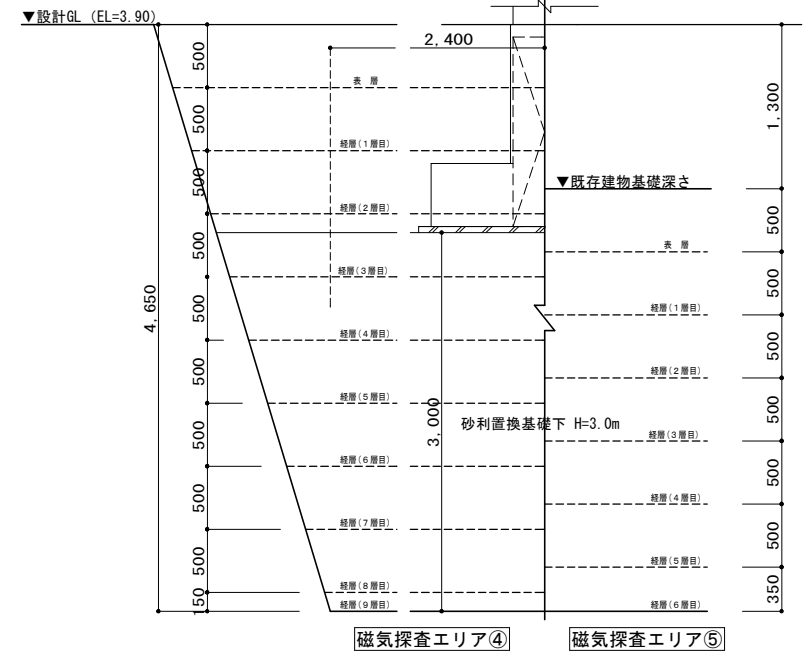 ▼設計GL (EL=3.90)
2,400
500
500
500
500
500
500
500
500
500
150
4,650
表 層
経層(1層目)
経層(2層目)
経層(3層目)
経層(4層目)
経層(5層目)
経層(6層目)
経層(7層目)
経層(8層目)
経層(9層目)
3,000
砂利置換基礎下 H=3.0m
▼既存建物基礎深さ
表 層
経層(1層目)
経層(2層目)
経層(3層目)
経層(4層目)
経層(5層目)
経層(6層目)
1,300
500
500
500
500
500
500
350
磁気探査エリア④
磁気探査エリア⑤